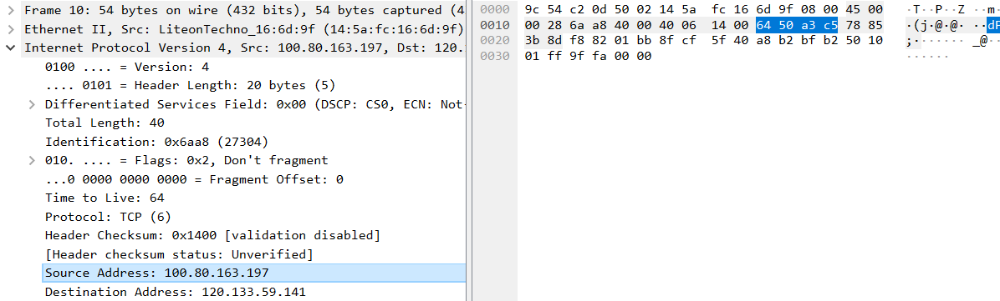 Frame 10: 54 bytes on wire (432 bits), 54 bytes captured (4
Ethernet II, Src: LiteonTechno_16:6d:9f (14:5a:fc:16:6d:9f)
Internet Protocol Version 4, Src: 100.80.163.197, Dst: 120.
0100 .... = Version: 4
.... 0101 = Header Length: 20 bytes (5)
Differentiated Services Field: 0x00 (DSCP: CS0, ECN: Not-
Total Length: 40
Identification: 0x6aa8 (27304)
010. .... = Flags: 0x2, Don't fragment
...0 0000 0000 0000 = Fragment Offset: 0
Time to Live: 64
Protocol: TCP (6)
Header Checksum: 0x1400 [validation disabled]
[Header checksum status: Unverified]
Source Address: 100.80.163.197
Destination Address: 120.133.59.141
0000 9c 54 c2 0d 50 02 14 5a fc 16 6d 9f 08 00 45 00 ·T··P··Z ··m·
0010 00 28 6a a8 40 00 40 06 14 00 64 50 a3 c5 78 85 ·(j·@·@· ··dP
0020 3b 8d f8 82 01 bb 8f cf 5f 40 a8 b2 bf b2 50 10 ;······· _@··
0030 01 ff 9f fa 00 00 ······